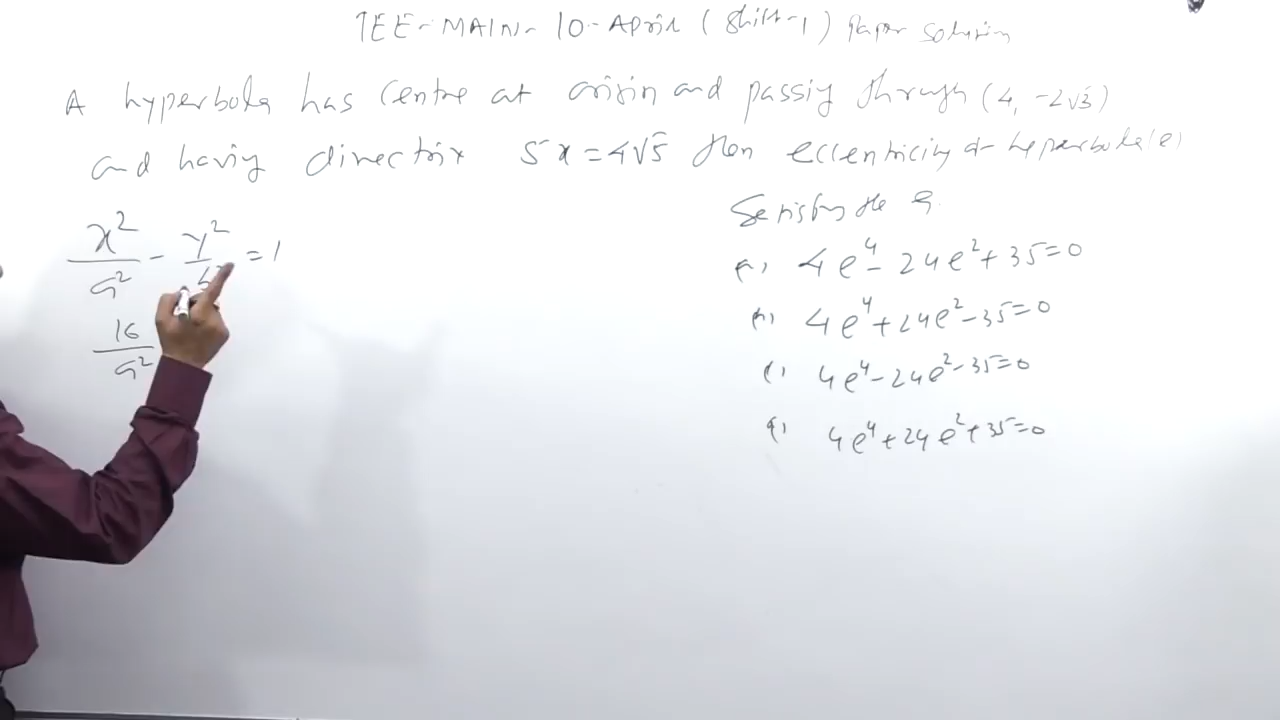 JEE-MAIN-10-April (Shift-1) Paper Solution
A hyperbola has centre at origin and passing through (4, -2√3)
and having directrix 5x=4√5 then eccentricity of hyperbola (e)
Satisfy the
x²/a² - y²/b² = 1
16/a²
4e⁴-24e²+35=0
4e⁴+24e²-35=0
4e⁴-24e²-35=0
4e⁴+24e²+35=0